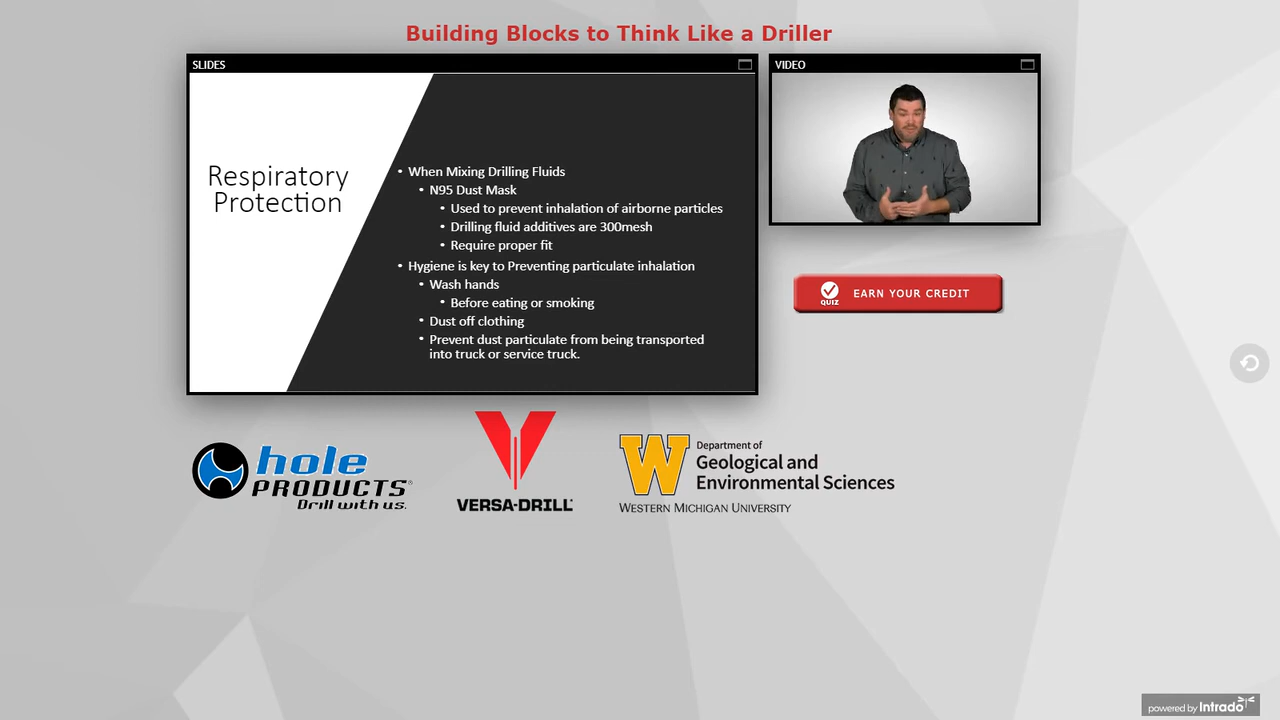 Building Blocks to Think Like a Driller
SLIDES
Respiratory
Protection
• When Mixing Drilling Fluids
• N95 Dust Mask
• Used to prevent inhalation of airborne particles
• Drilling fluid additives are 300mesh
• Require proper fit
• Hygiene is key to Preventing particulate inhalation
• Wash hands
• Before eating or smoking
• Dust off clothing
• Prevent dust particulate from being transported
into truck or service truck.
VIDEO
QUIZ EARN YOUR CREDIT
hole
PRODUCTS®
Drill with us.
VERSA-DRILL
W
Department of
Geological and
Environmental Sciences
WESTERN MICHIGAN UNIVERSITY
powered by Intrado